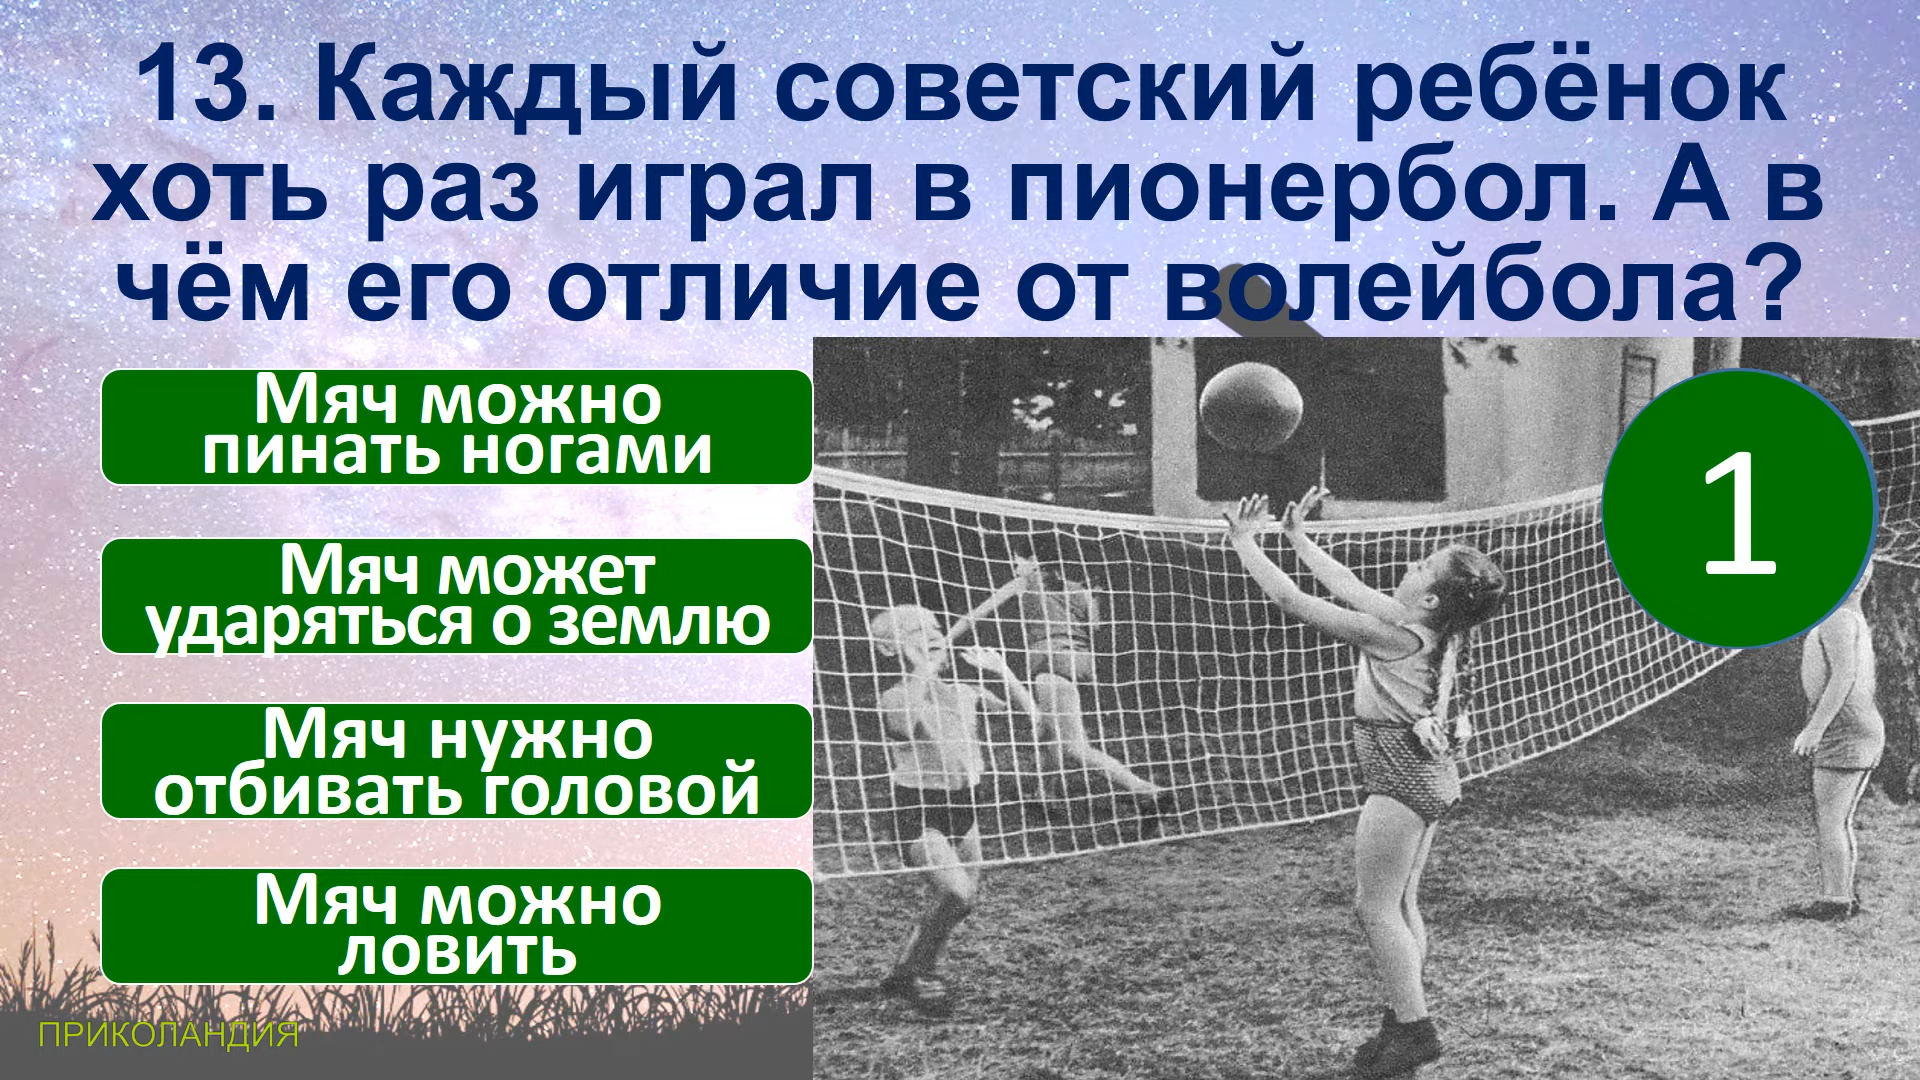 13. Каждый советский ребёнок
хоть раз играл в пионербол. А в
чём его отличие от волейбола?
Мяч можно
пинать ногами
1
Мяч может
ударяться о землю
Мяч нужно
отбивать головой
Мяч можно
ловить
ПРИКОЛАНДИЯ